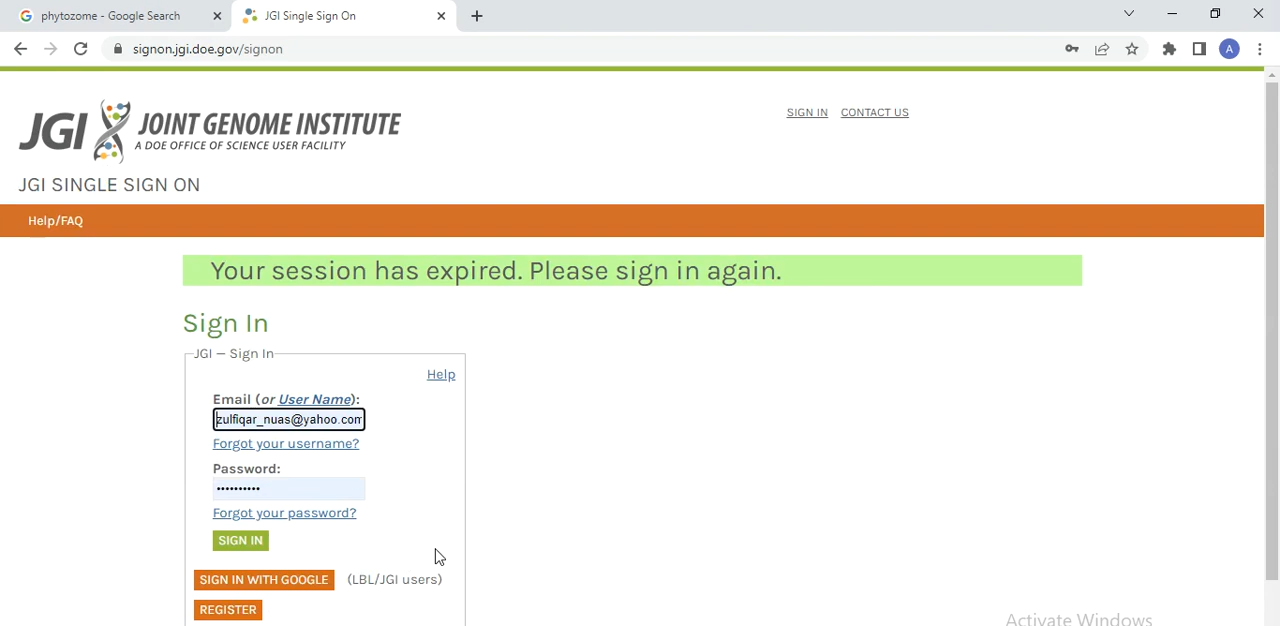 phytozome - Google Search
JGI Single Sign On
signon.jgi.doe.gov/signon
A
JGI JOINT GENOME INSTITUTE
A DOE OFFICE OF SCIENCE USER FACILITY
SIGN IN CONTACT US
JGI SINGLE SIGN ON
Help/FAQ
Your session has expired. Please sign in again.
Sign In
JGI — Sign In
Help
Email (or User Name):
zulfiqar_nuas@yahoo.com
Forgot your username?
Password:
••••••••••
Forgot your password?
SIGN IN
SIGN IN WITH GOOGLE (LBL/JGI users)
REGISTER
Activate Windows